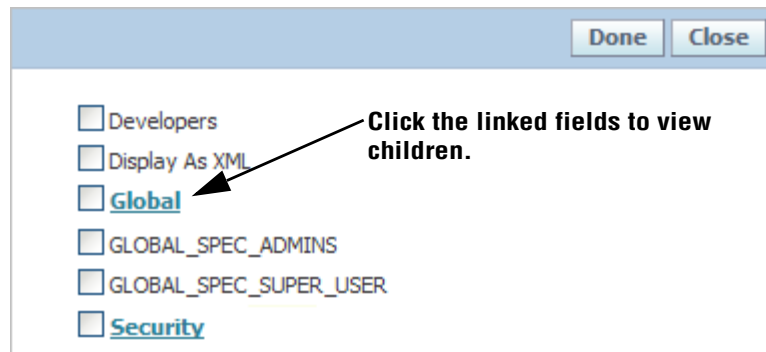 Done Close
Developers
Click the linked fields to view
children.
Display As XML
Global
GLOBAL_SPEC_ADMINS
GLOBAL_SPEC_SUPER_USER
Security